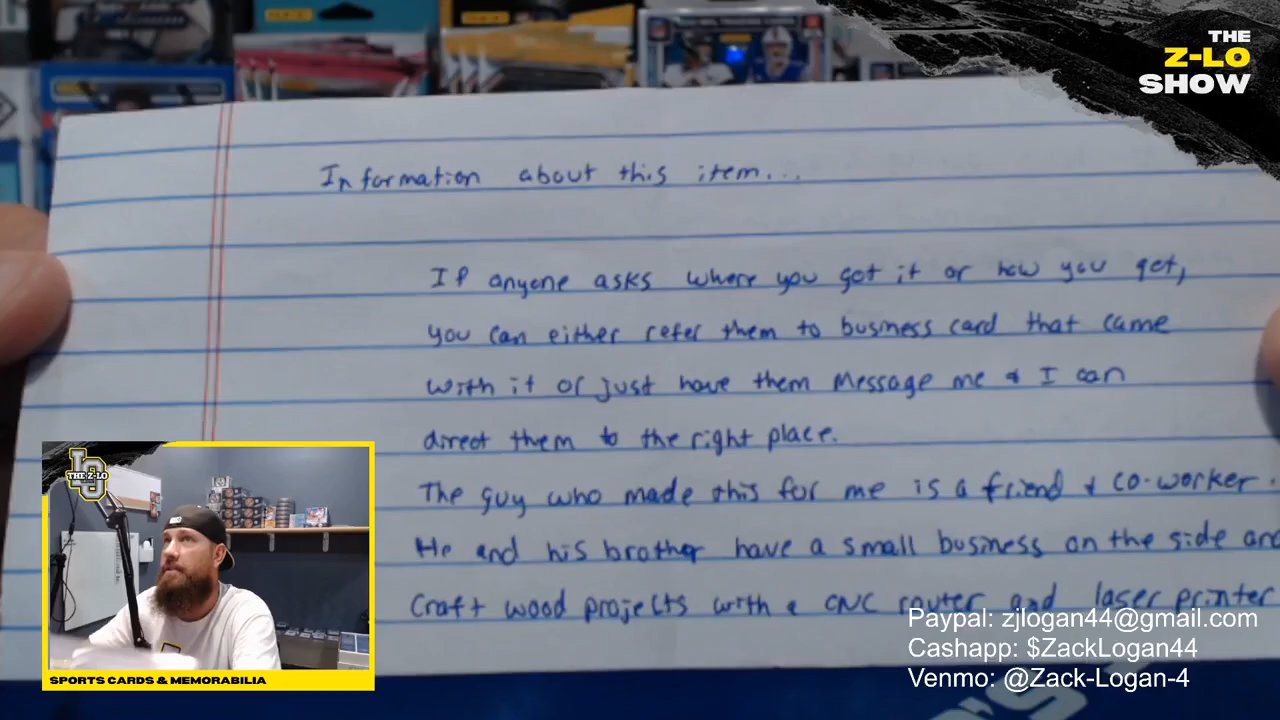 THE
Z-LO
SHOW
Information about this item...
If anyone asks where you got it or how you get,
you can either refer them to business card that came
with it or just have them message me & I can
direct them to the right place.
The guy who made this for me is a friend & co-worker.
He and his brother have a small business on the side and
craft wood projects with a CNC router and laser printer
Paypal: zjlogan44@gmail.com
Cashapp: $ZackLogan44
Venmo: @Zack-Logan-4
LO
THE Z-LO
SPORTS CARDS & MEMORABILIA